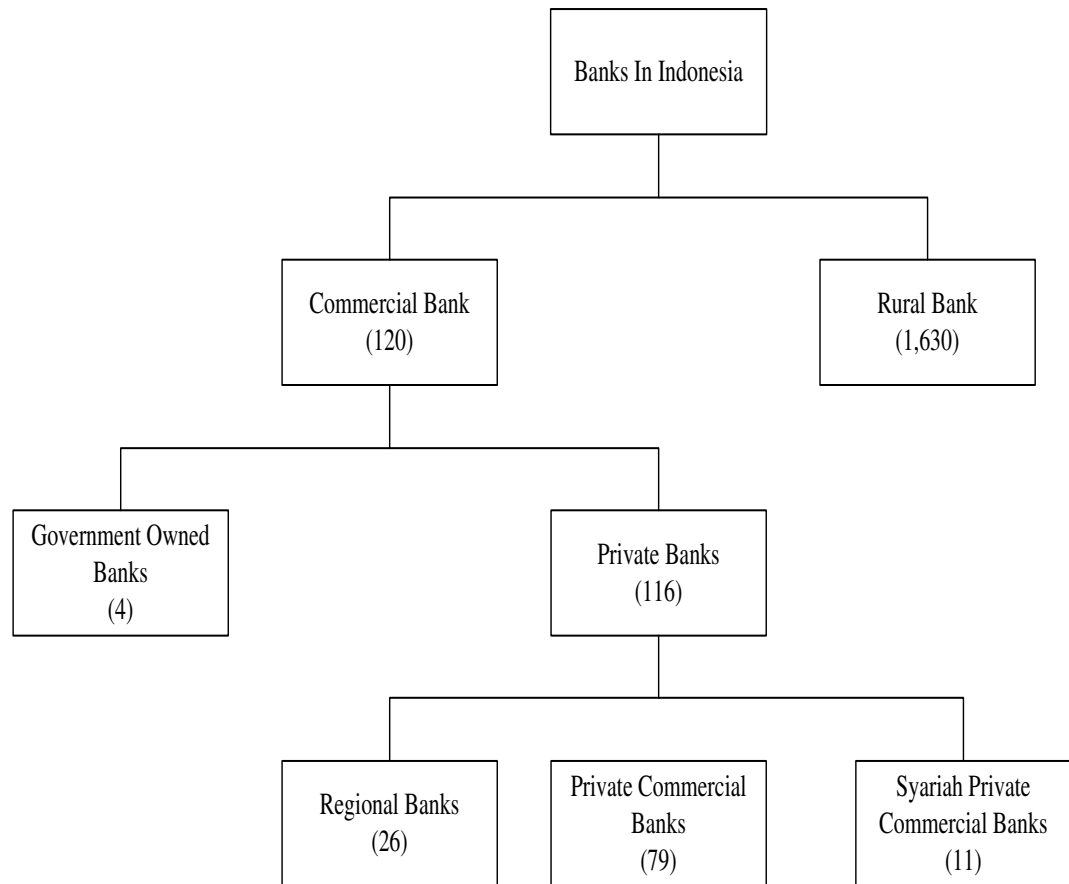 Banks In Indonesia
Commercial Bank
(120)
Rural Bank
(1,630)
Government Owned
Banks
(4)
Private Banks
(116)
Regional Banks
(26)
Private Commercial
Banks
(79)
Syariah Private
Commercial Banks
(11)